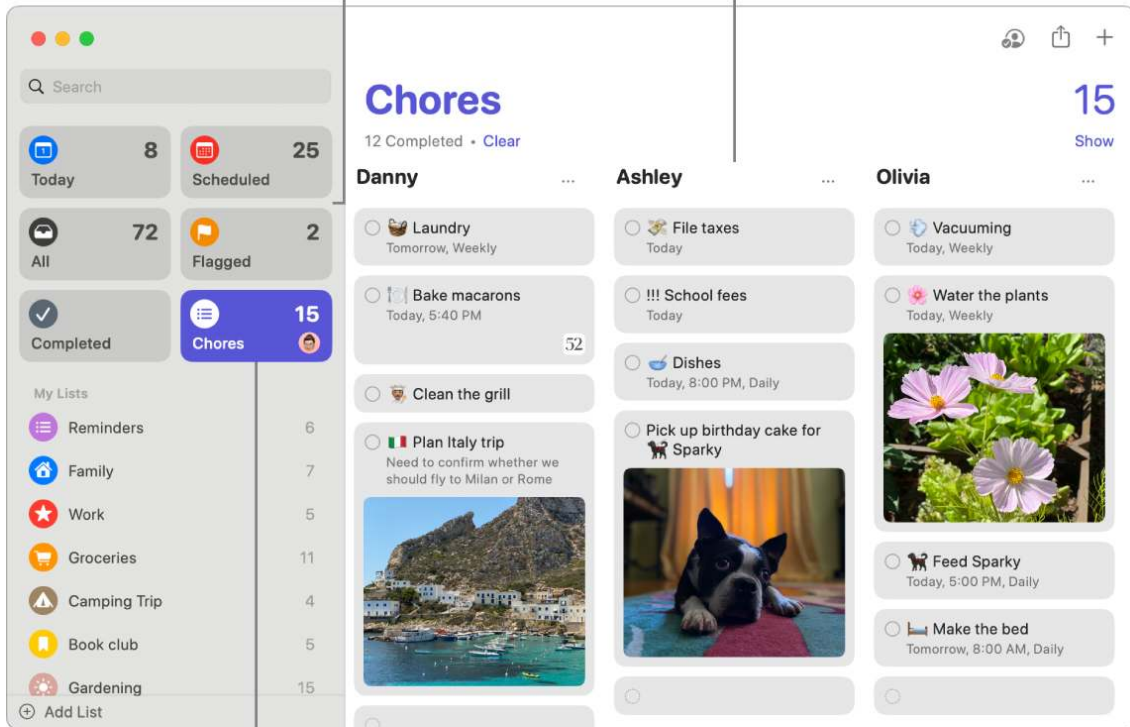 Search
8
Today
25
Scheduled
72
All
2
Flagged
Completed
15
Chores
My Lists
Reminders 6
Family 7
Work 5
Groceries 11
Camping Trip 4
Book club 5
Gardening 15
Add List
Chores 15
12 Completed • Clear Show
Danny ...
Laundry
Tomorrow, Weekly
Bake macarons
Today, 5:40 PM
52
Clean the grill
Plan Italy trip
Need to confirm whether we
should fly to Milan or Rome
Ashley ...
File taxes
Today
!!! School fees
Today
Dishes
Today, 8:00 PM, Daily
Pick up birthday cake for
Sparky
Olivia ...
Vacuuming
Today, Weekly
Water the plants
Today, Weekly
Feed Sparky
Today, 5:00 PM, Daily
Make the bed
Tomorrow, 8:00 AM, Daily